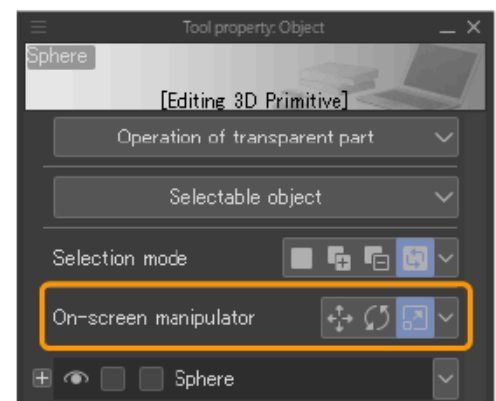 Tool property: Object
Sphere
[Editing 3D Primitive]
Operation of transparent part
Selectable object
Selection mode
On-screen manipulator
Sphere